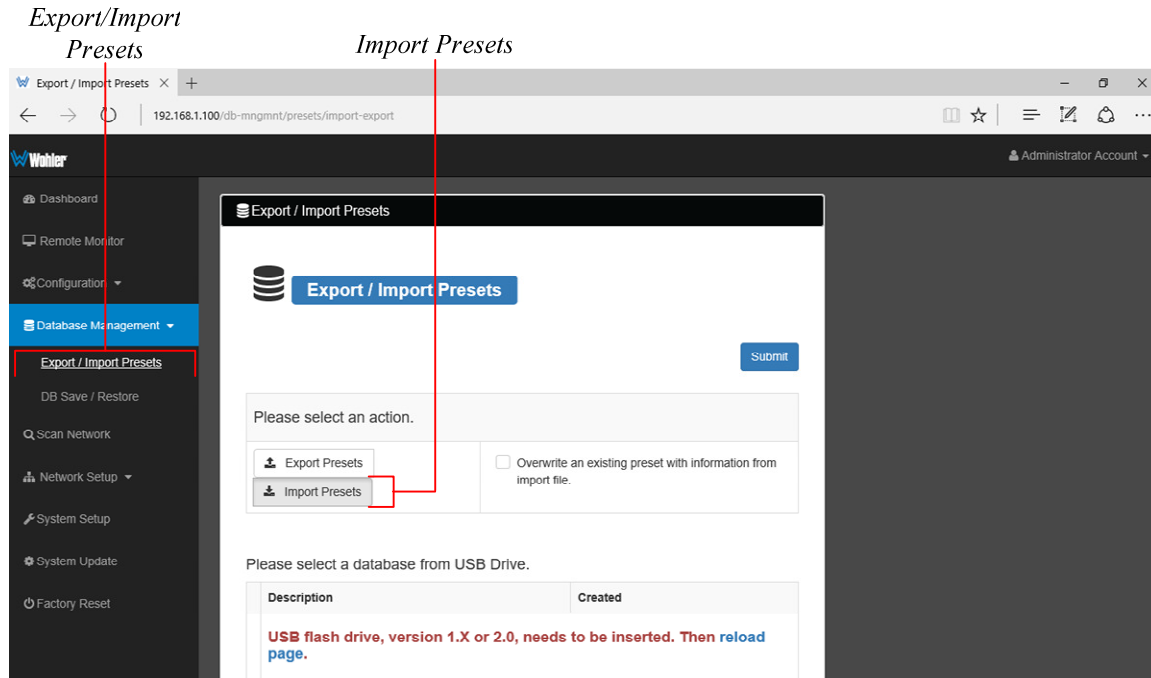 Export/Import
Presets
Import Presets
Export / Import Presets
192.168.1.100/db-mngmnt/presets/import-export
Wohler
Administrator Account
Dashboard
Remote Monitor
Configuration
Database Management
Export / Import Presets
DB Save / Restore
Scan Network
Network Setup
System Setup
System Update
Factory Reset
Export / Import Presets
Export / Import Presets
Submit
Please select an action.
Export Presets
Import Presets
Overwrite an existing preset with information from
import file.
Please select a database from USB Drive.
Description
Created
USB flash drive, version 1.X or 2.0, needs to be inserted. Then reload
page.